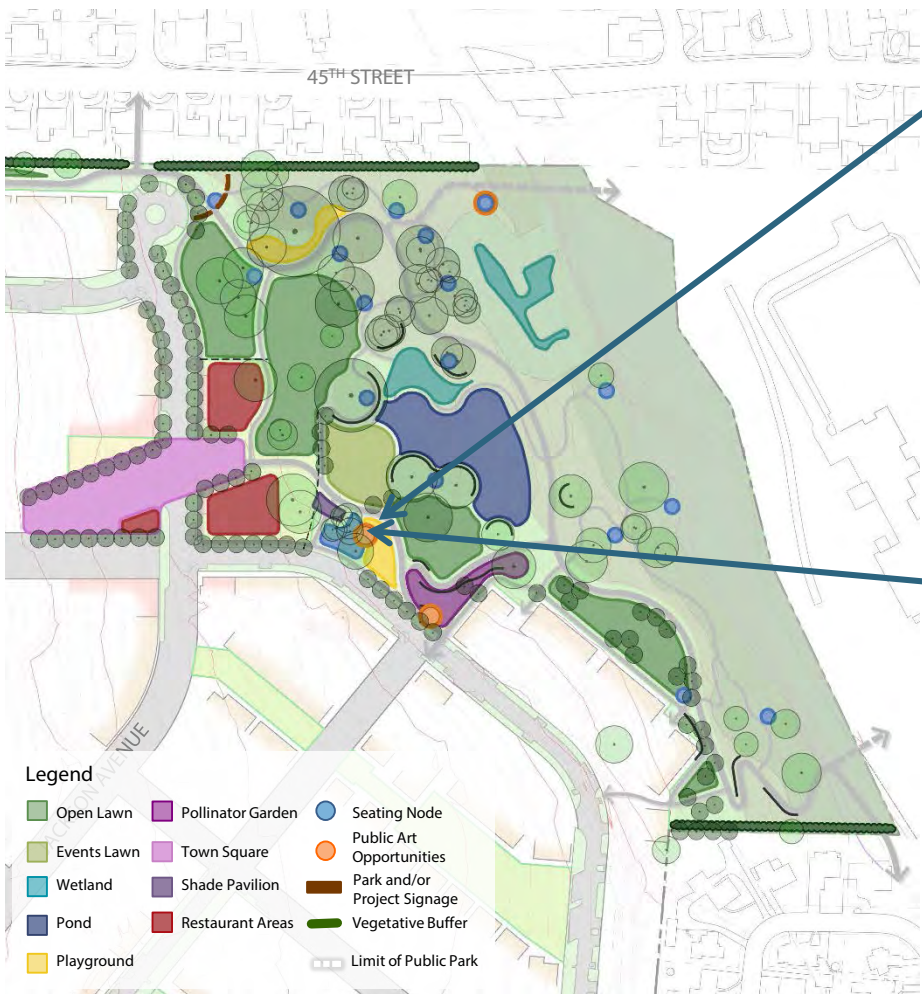 45TH STREET
JACKSON AVENUE
Legend
Open Lawn
Events Lawn
Wetland
Pond
Playground
Pollinator Garden
Town Square
Shade Pavilion
Restaurant Areas
Seating Node
Public Art
Opportunities
Park and/or
Project Signage
Vegetative Buffer
Limit of Public Park